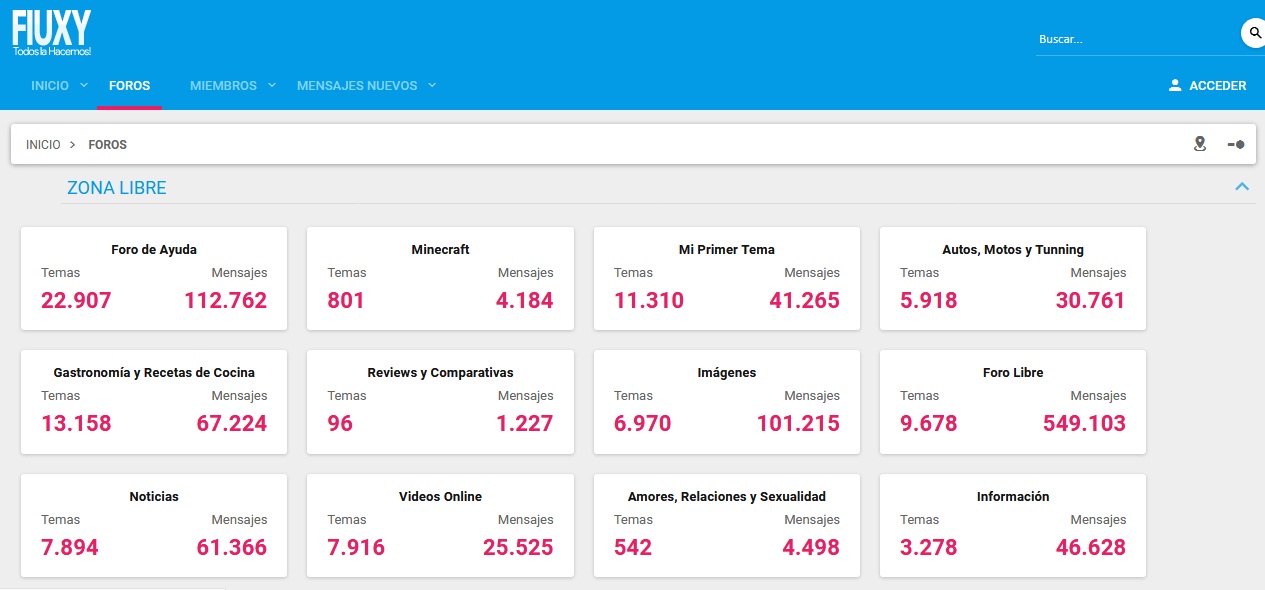 FIUXY
Todos la Hacemos!
Buscar...
INICIO FOROS MIEMBROS MENSAJES NUEVOS ACCEDER
INICIO > FOROS
ZONA LIBRE
Foro de Ayuda
Temas Mensajes
22.907 112.762
Minecraft
Temas Mensajes
801 4.184
Mi Primer Tema
Temas Mensajes
11.310 41.265
Autos, Motos y Tunning
Temas Mensajes
5.918 30.761
Gastronomía y Recetas de Cocina
Temas Mensajes
13.158 67.224
Reviews y Comparativas
Temas Mensajes
96 1.227
Imágenes
Temas Mensajes
6.970 101.215
Foro Libre
Temas Mensajes
9.678 549.103
Noticias
Temas Mensajes
7.894 61.366
Videos Online
Temas Mensajes
7.916 25.525
Amores, Relaciones y Sexualidad
Temas Mensajes
542 4.498
Información
Temas Mensajes
3.278 46.628